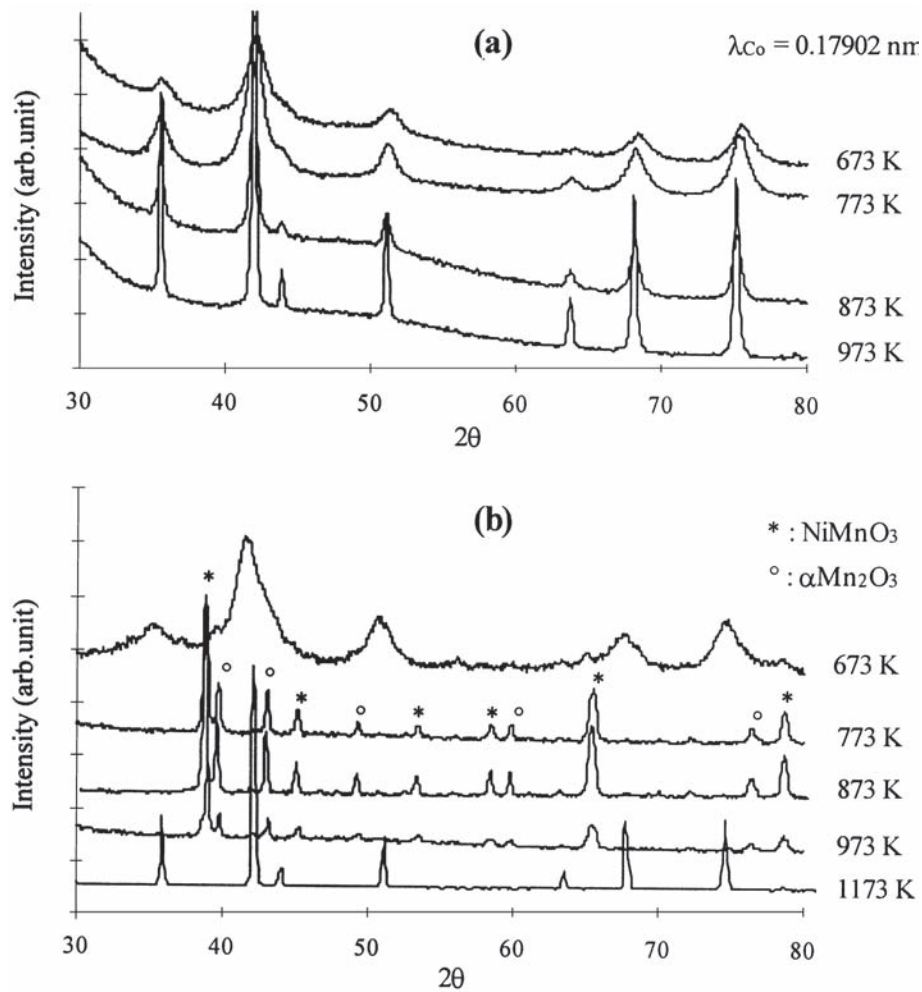 (a)
λCo = 0.17902 nm
Intensity (arb.unit)
673 K
773 K
873 K
973 K
30 40 50 60 70 80
2θ
(b)
* : NiMnO3
○ : αMn2O3
Intensity (arb.unit)
* ○ ○ * ○ * * ○ * ○ *
673 K
773 K
873 K
973 K
1173 K
30 40 50 60 70 80
2θ